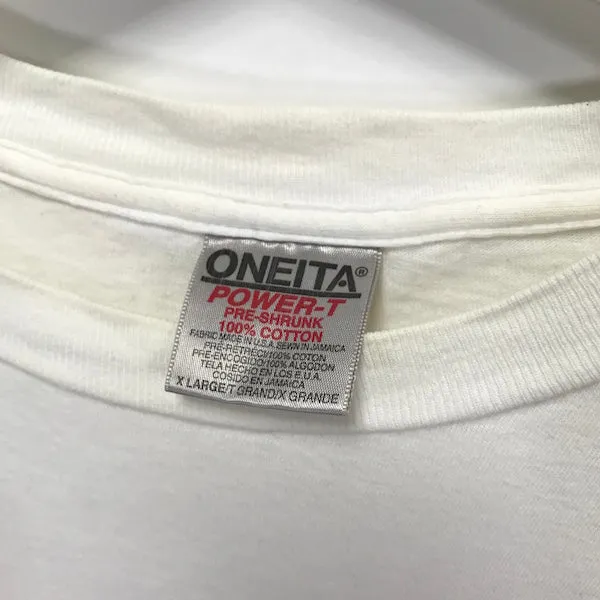 ONEITA®
POWER-T
PRE-SHRUNK
100% COTTON
FABRIC MADE IN U.S.A. SEWN IN JAMAICA
PRE-RETRECI/100% COTON
PRE-ENCOGIDO/100% ALGODON
TELA HECHO EN LOS E.U.A.
COSIDO EN JAMAICA
X LARGE/T GRAND/X GRANDE